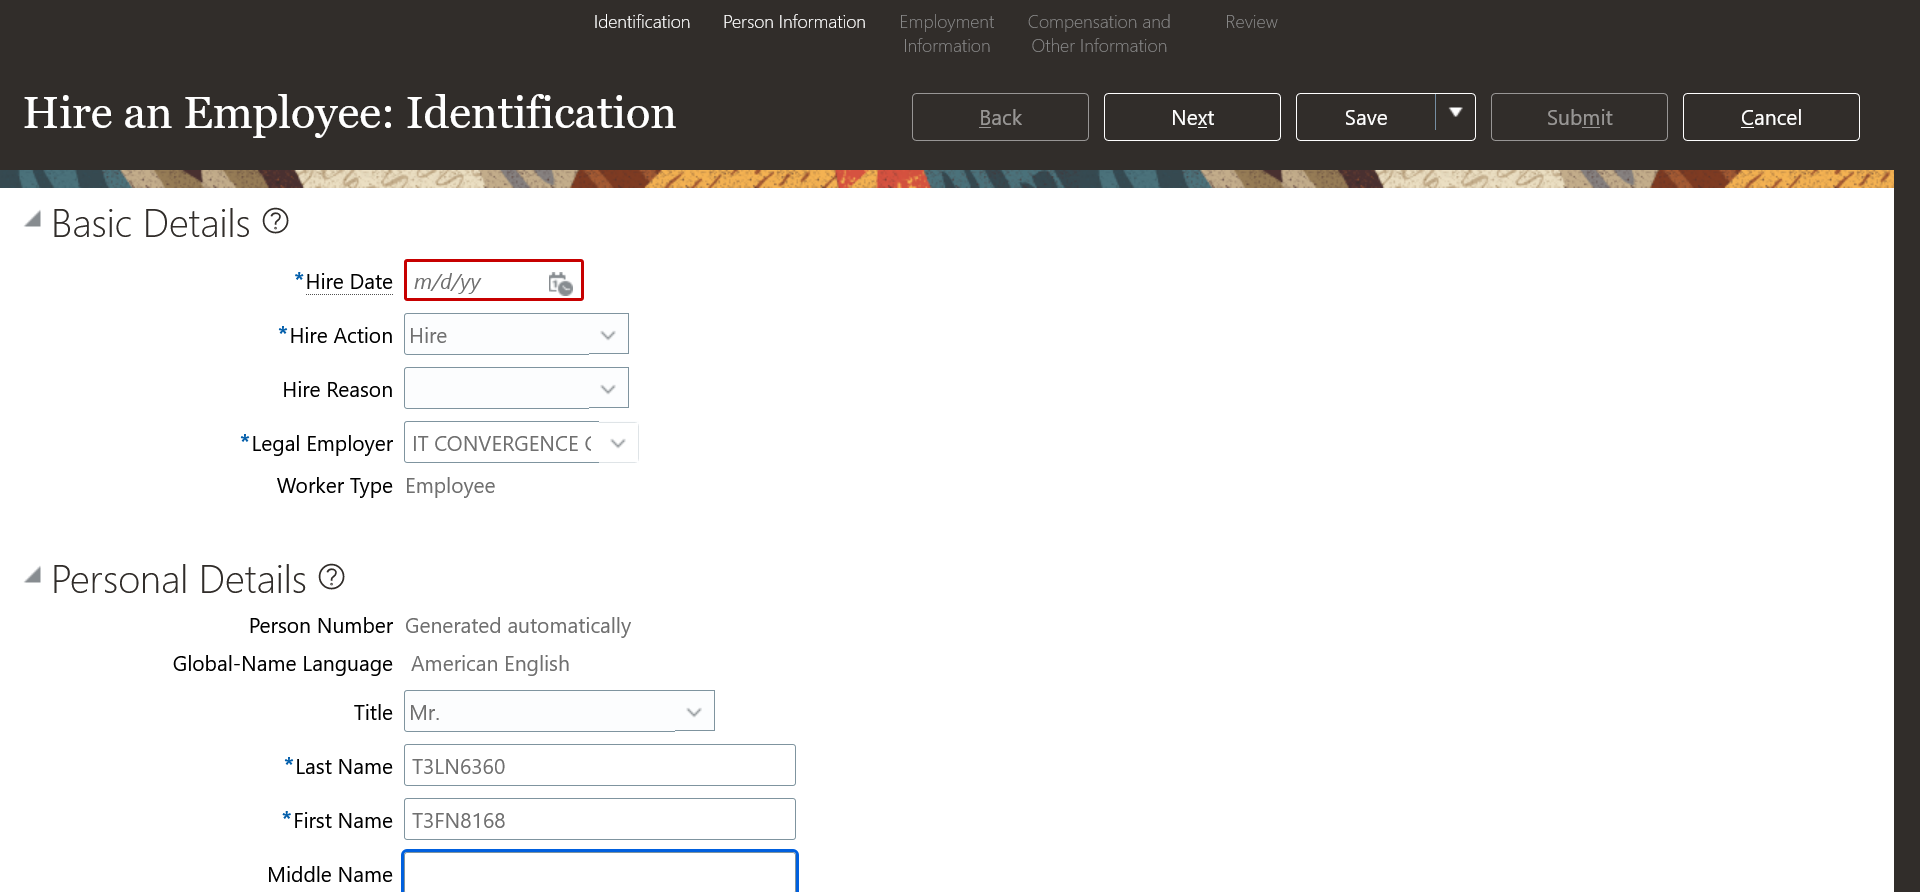 Identification
Person Information
Employment
Information
Compensation and
Other Information
Review
Hire an Employee: Identification
Back
Next
Save
Submit
Cancel
Basic Details
*Hire Date m/d/yy
*Hire Action Hire
Hire Reason
*Legal Employer IT CONVERGENCE
Worker Type Employee
Personal Details
Person Number Generated automatically
Global-Name Language American English
Title Mr.
*Last Name T3LN6360
*First Name T3FN8168
Middle Name